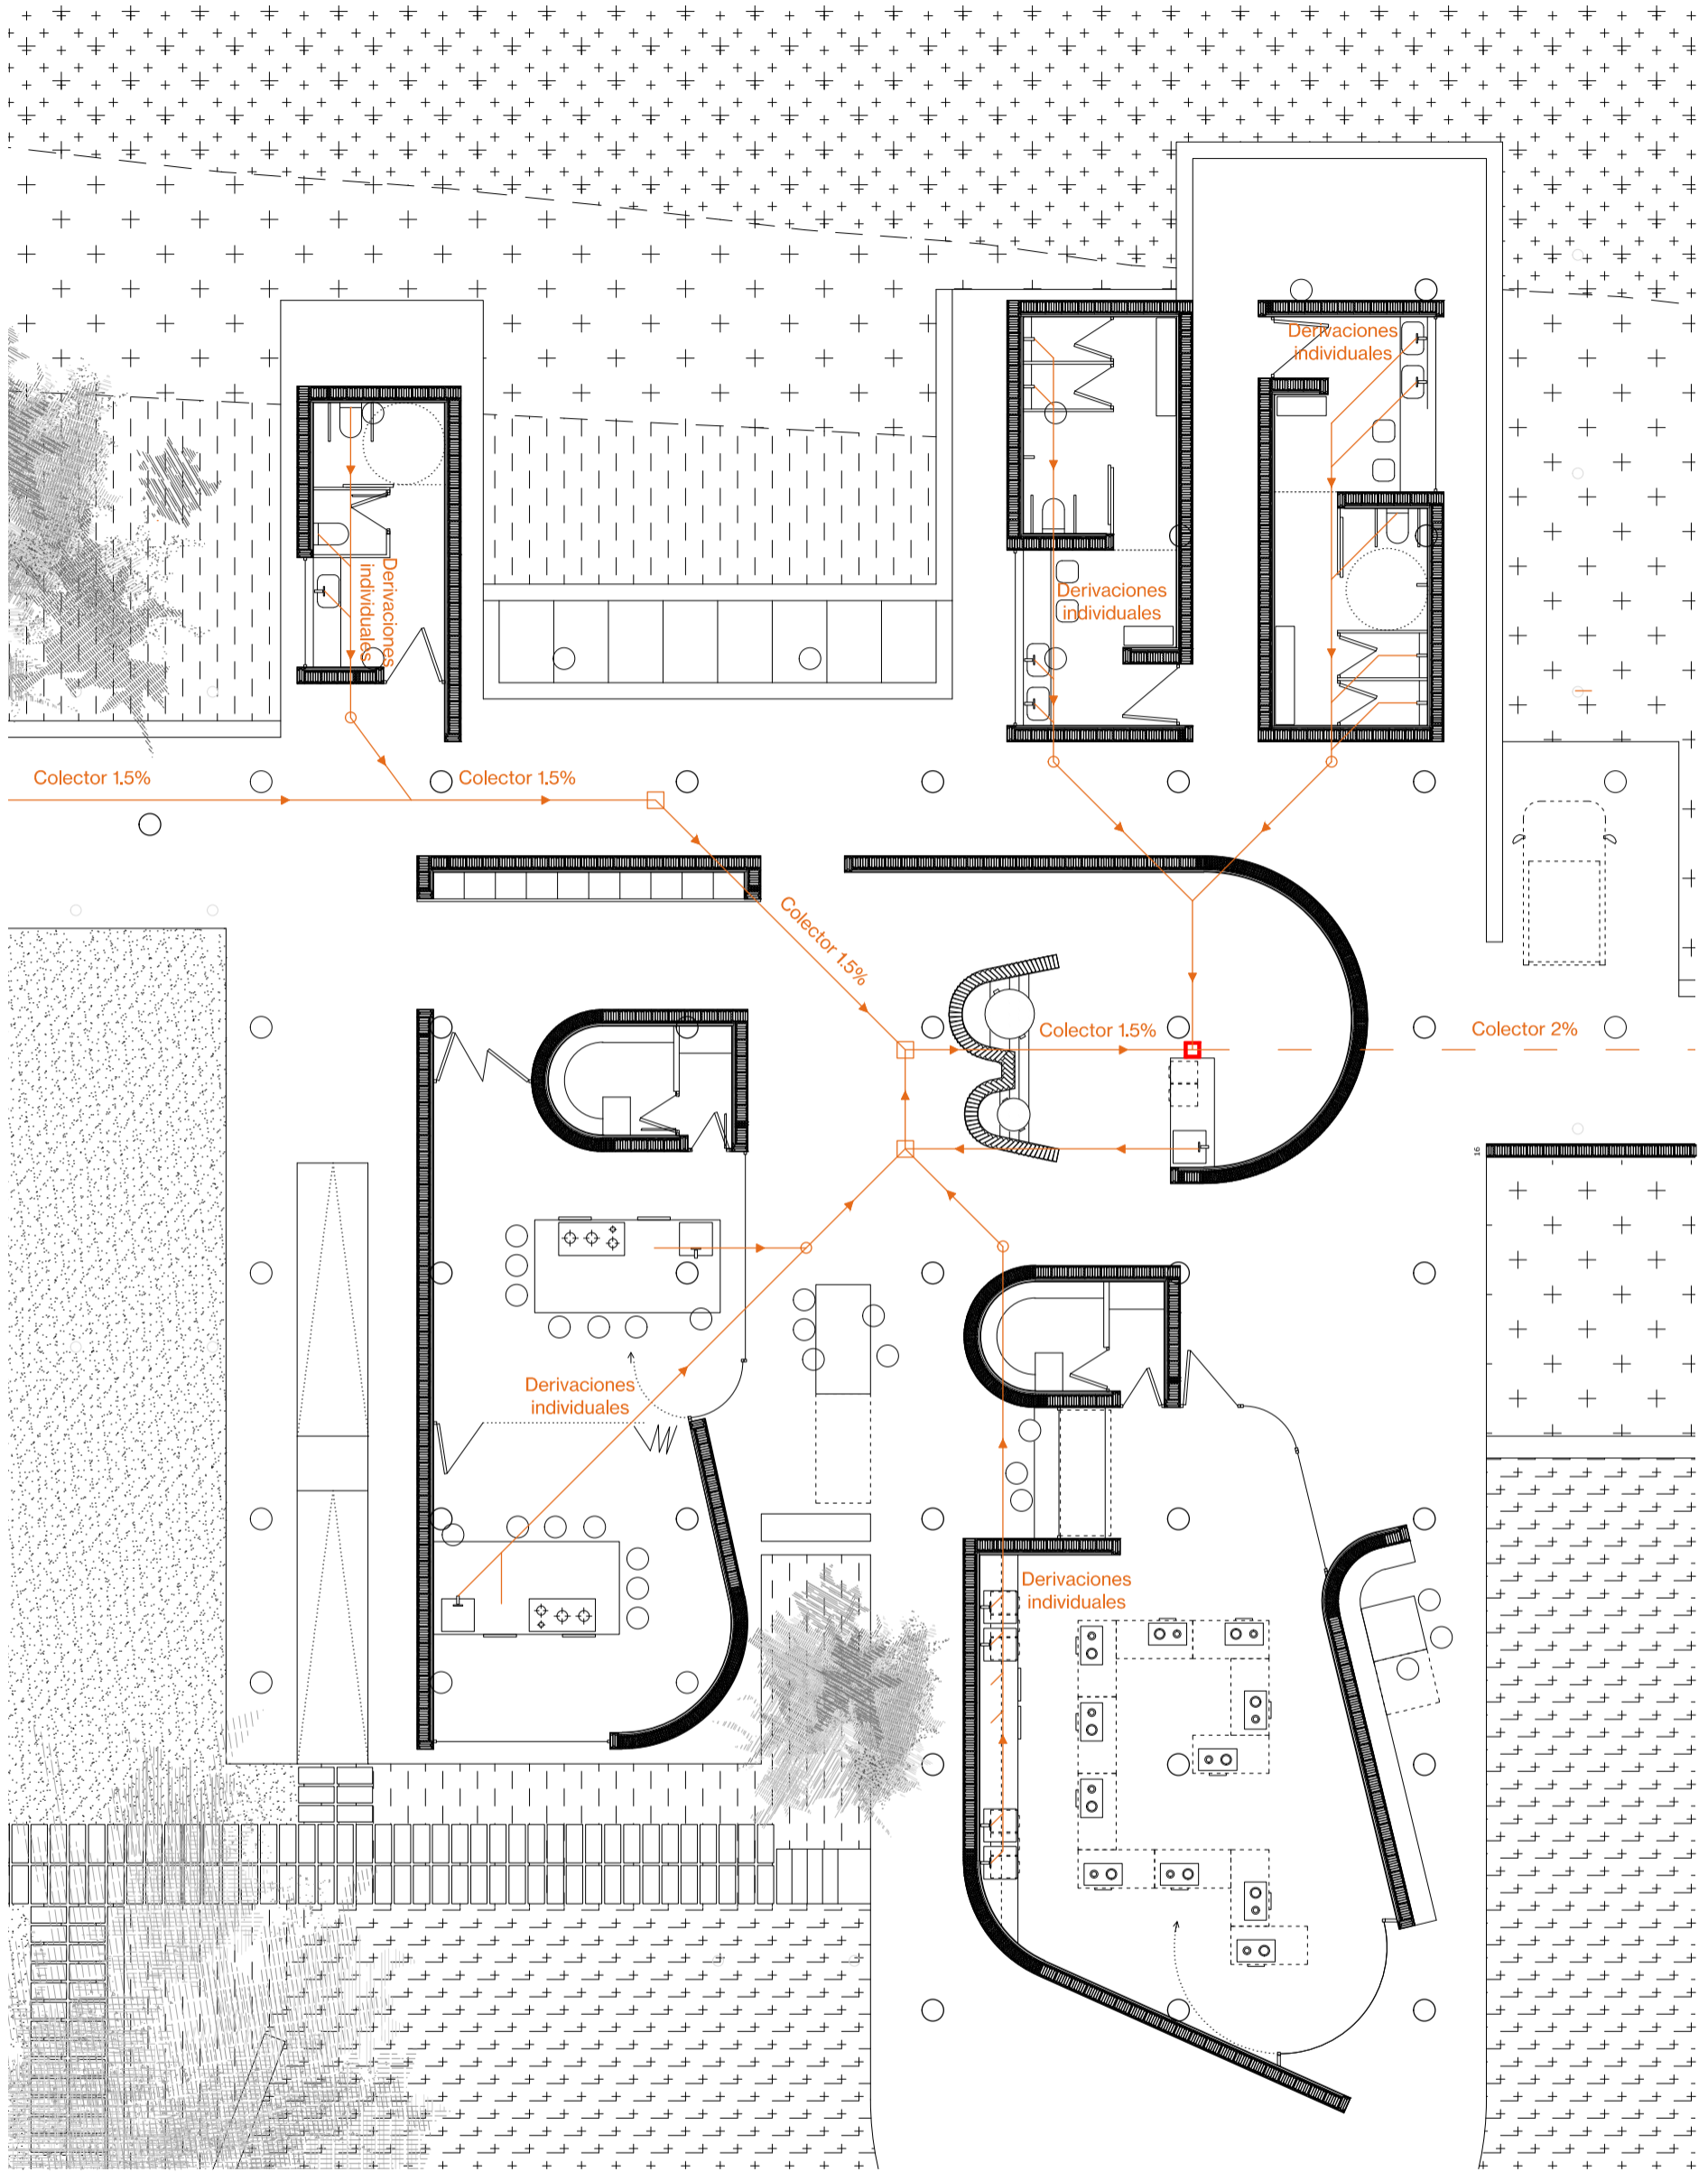 Derivaciones
individuales
Derivaciones
individuales
Derivaciones
individuales
Colector 1.5%
Colector 1.5%
Colector 1.5%
Colector 1.5%
Colector 2%
16
Derivaciones
individuales
Derivaciones
individuales